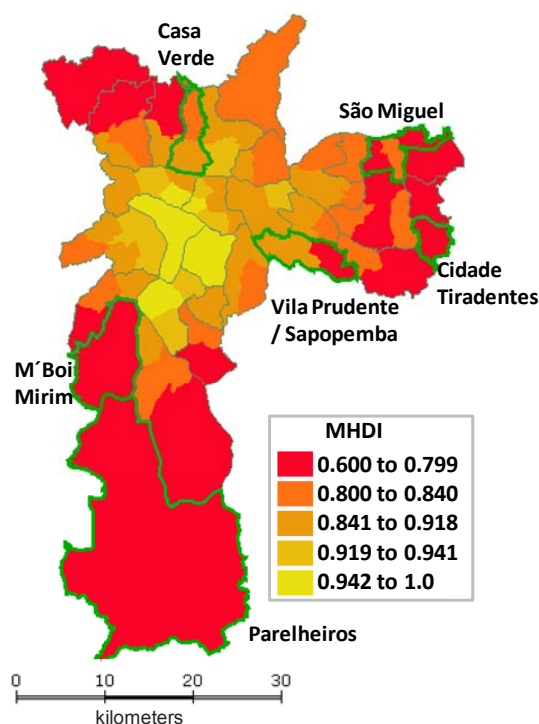 Casa
Verde
São Miguel
Cidade
Tiradentes
Vila Prudente
/ Sapopemba
M´Boi
Mirim
MHDI
0.600 to 0.799
0.800 to 0.840
0.841 to 0.918
0.919 to 0.941
0.942 to 1.0
Parelheiros
0 10 20 30
kilometers